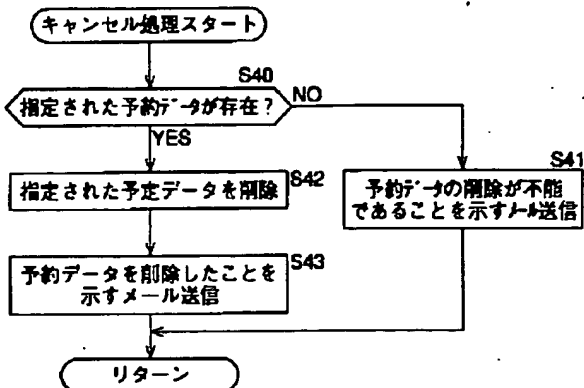 キャンセル処理スタート
S40
指定された予約データが存在?
NO
YES
S41
予約データの削除が不能
であることを示すメール送信
指定された予定データを削除
S42
予約データを削除したことを
示すメール送信
S43
リターン